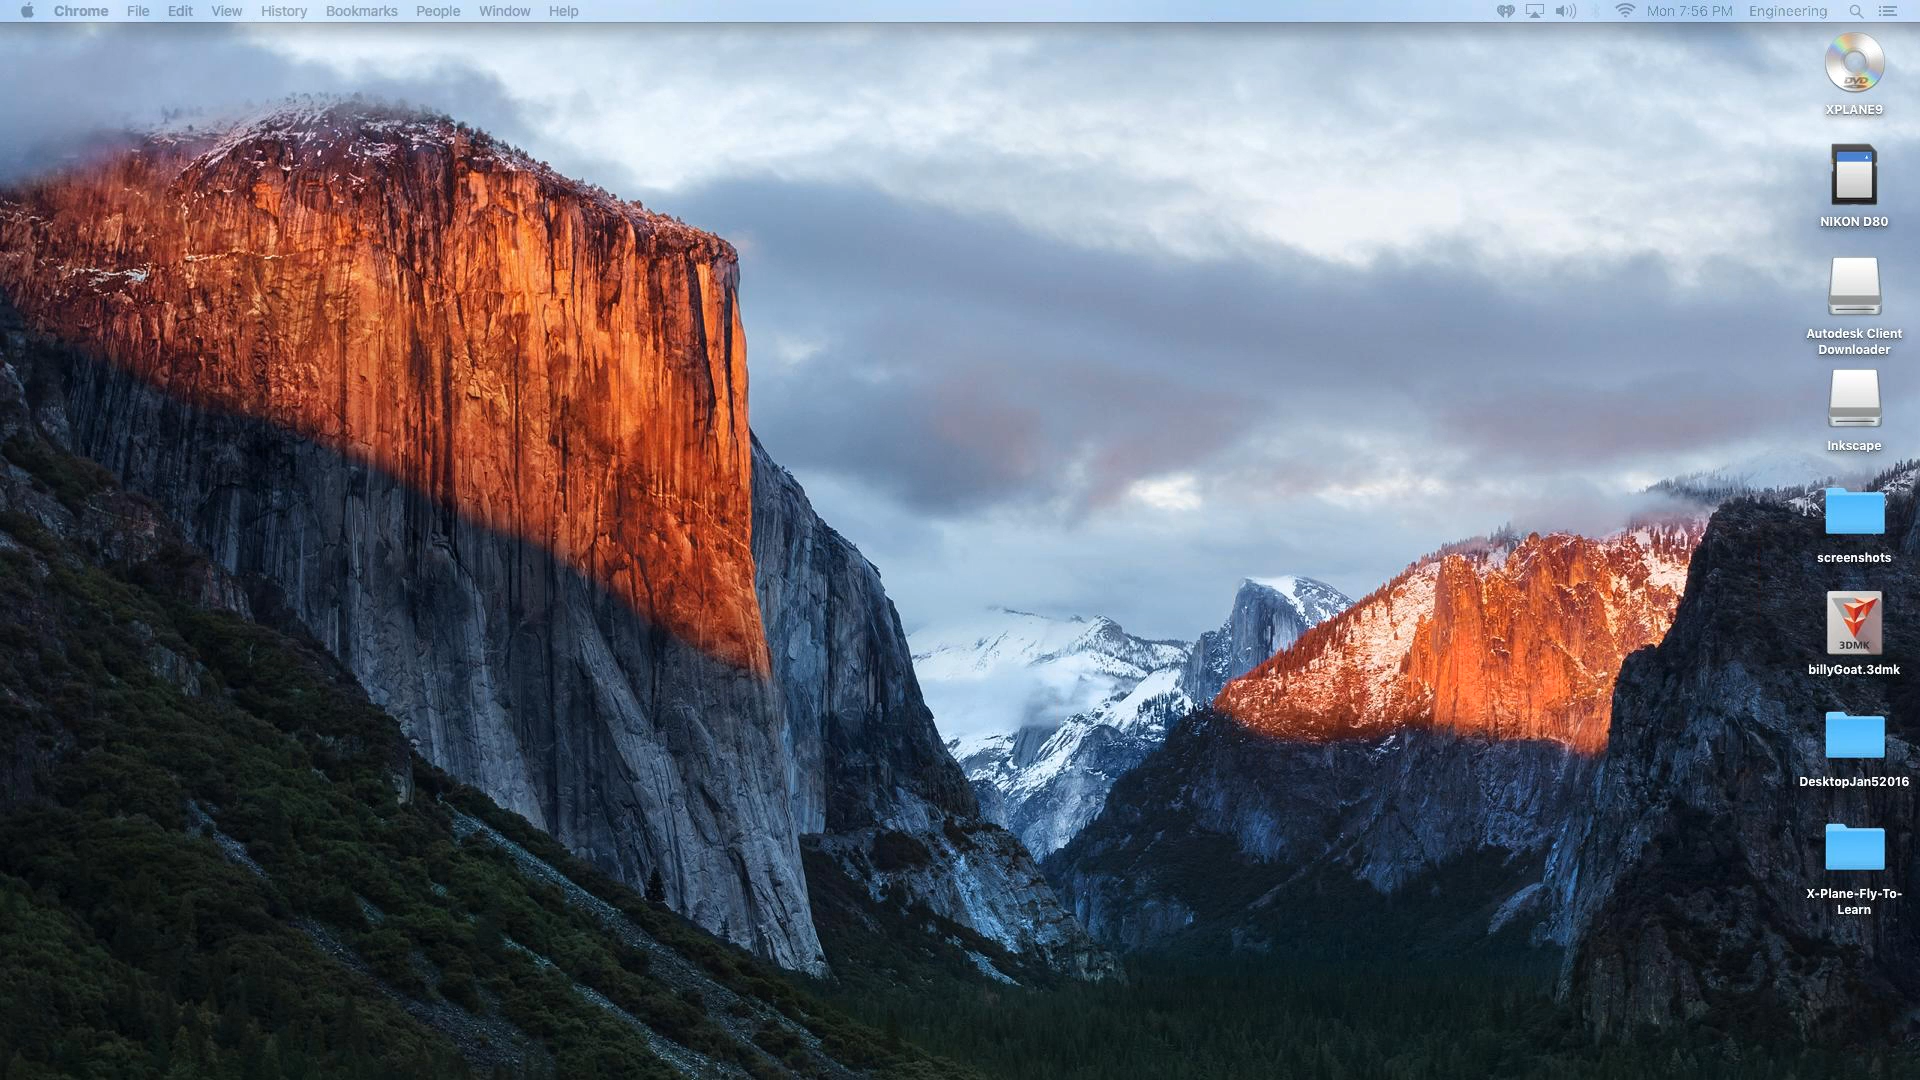 Chrome File Edit View History Bookmarks People Window Help Mon 7:56 PM Engineering
DVD
XPLANE9
NIKON D80
Autodesk Client
Downloader
Inkscape
screenshots
3DMK
billyGoat.3dmk
DesktopJan52016
X-Plane-Fly-To-
Learn